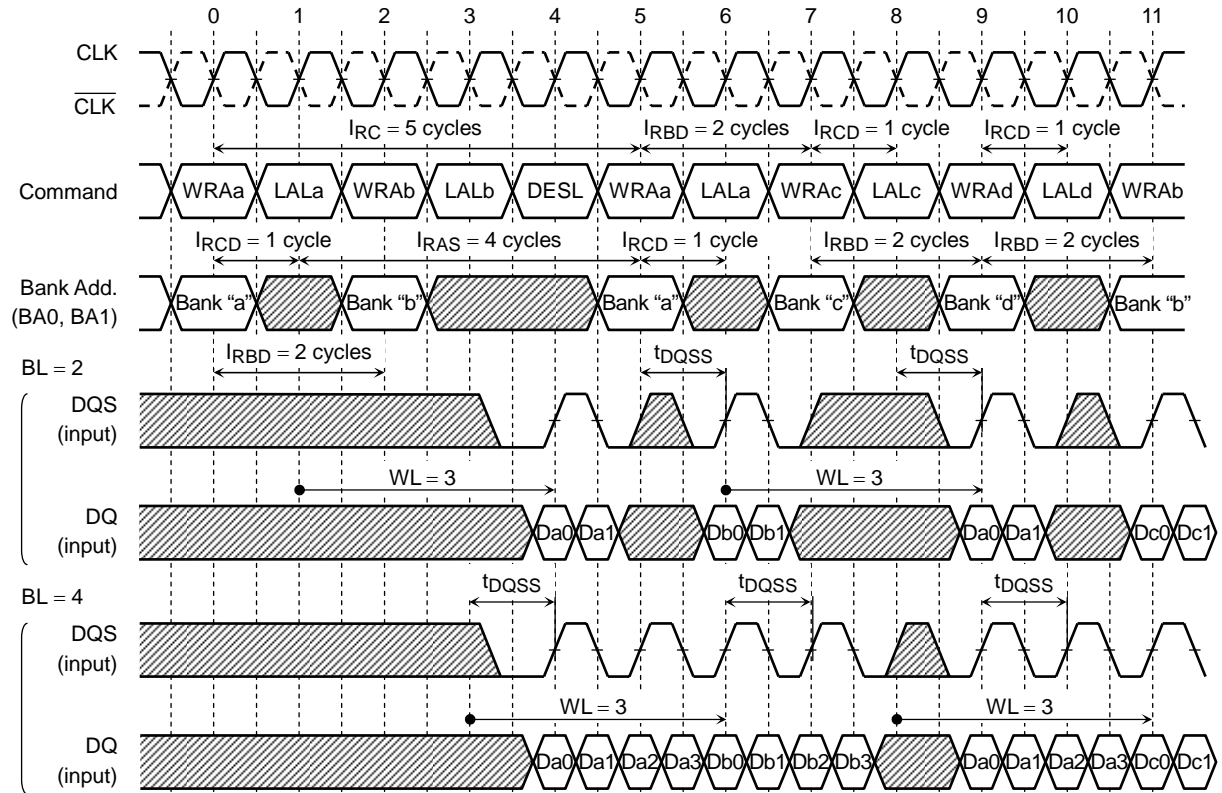 0 1 2 3 4 5 6 7 8 9 10 11
CLK
CLK
IRC = 5 cycles IRBD = 2 cycles IRCD = 1 cycle IRCD = 1 cycle
Command WRAa LALa WRAb LALb DESL WRAa LALa WRAc LALc WRAd LALd WRAb
IRCD = 1 cycle IRAS = 4 cycles IRCD = 1 cycle IRBD = 2 cycles IRBD = 2 cycles
Bank Add. Bank “a” Bank “b” Bank “a” Bank “c” Bank “d” Bank “b”
(BA0, BA1)
IRBD = 2 cycles tDQSS tDQSS
BL = 2
DQS
(input)
WL = 3 WL = 3
DQ Da0 Da1 Db0 Db1 Da0 Da1 Dc0 Dc1
(input)
BL = 4 tDQSS tDQSS tDQSS
DQS
(input)
WL = 3 WL = 3
DQ Da0 Da1 Da2 Da3 Db0 Db1 Db2 Db3 Da0 Da1 Da2 Da3 Dc0 Dc1
(input)